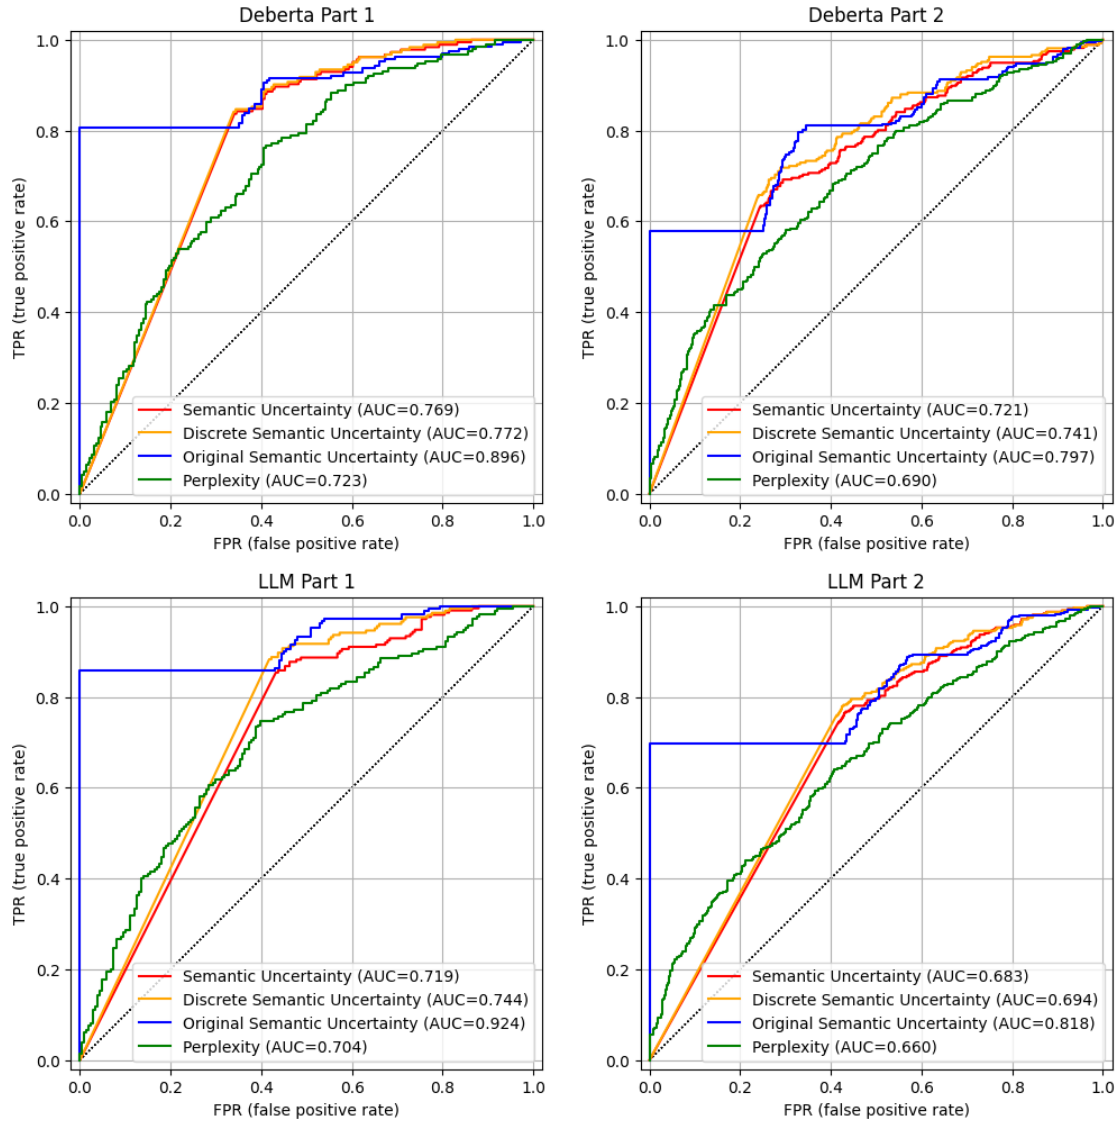 Deberta Part 1
1.0
0.8
0.6
0.4
0.2
0.0
TPR (true positive rate)
Semantic Uncertainty (AUC=0.769)
Discrete Semantic Uncertainty (AUC=0.772)
Original Semantic Uncertainty (AUC=0.896)
Perplexity (AUC=0.723)
0.0 0.2 0.4 0.6 0.8 1.0
FPR (false positive rate)
Deberta Part 2
1.0
0.8
0.6
0.4
0.2
0.0
TPR (true positive rate)
Semantic Uncertainty (AUC=0.721)
Discrete Semantic Uncertainty (AUC=0.741)
Original Semantic Uncertainty (AUC=0.797)
Perplexity (AUC=0.690)
0.0 0.2 0.4 0.6 0.8 1.0
FPR (false positive rate)
LLM Part 1
1.0
0.8
0.6
0.4
0.2
0.0
TPR (true positive rate)
Semantic Uncertainty (AUC=0.719)
Discrete Semantic Uncertainty (AUC=0.744)
Original Semantic Uncertainty (AUC=0.924)
Perplexity (AUC=0.704)
0.0 0.2 0.4 0.6 0.8 1.0
FPR (false positive rate)
LLM Part 2
1.0
0.8
0.6
0.4
0.2
0.0
TPR (true positive rate)
Semantic Uncertainty (AUC=0.683)
Discrete Semantic Uncertainty (AUC=0.694)
Original Semantic Uncertainty (AUC=0.818)
Perplexity (AUC=0.660)
0.0 0.2 0.4 0.6 0.8 1.0
FPR (false positive rate)